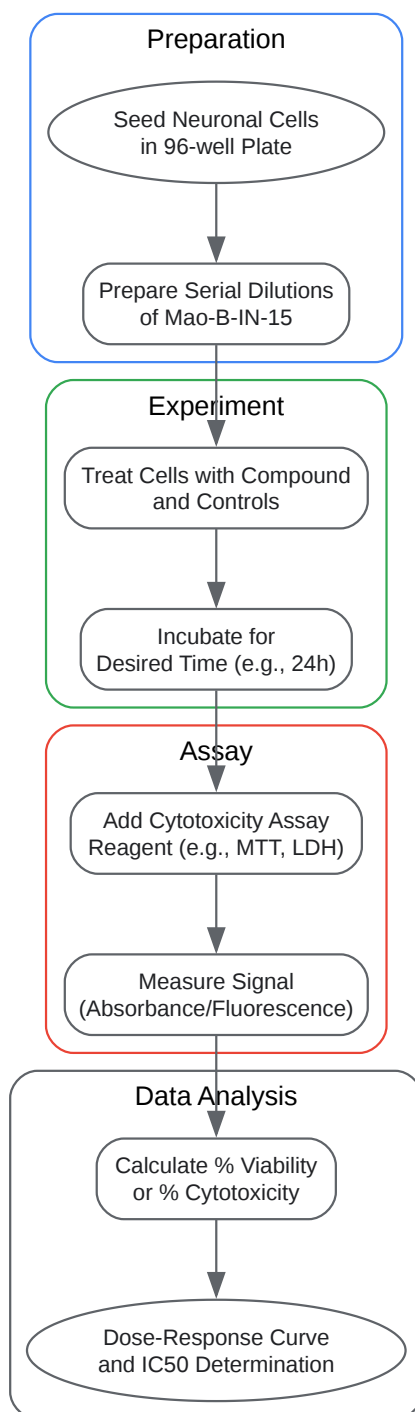 Preparation
Seed Neuronal Cells
in 96-well Plate
Prepare Serial Dilutions
of Mao-B-IN-15
Experiment
Treat Cells with Compound
and Controls
Incubate for
Desired Time (e.g., 24h)
Assay
Add Cytotoxicity Assay
Reagent (e.g., MTT, LDH)
Measure Signal
(Absorbance/Fluorescence)
Data Analysis
Calculate % Viability
or % Cytotoxicity
Dose-Response Curve
and IC50 Determination